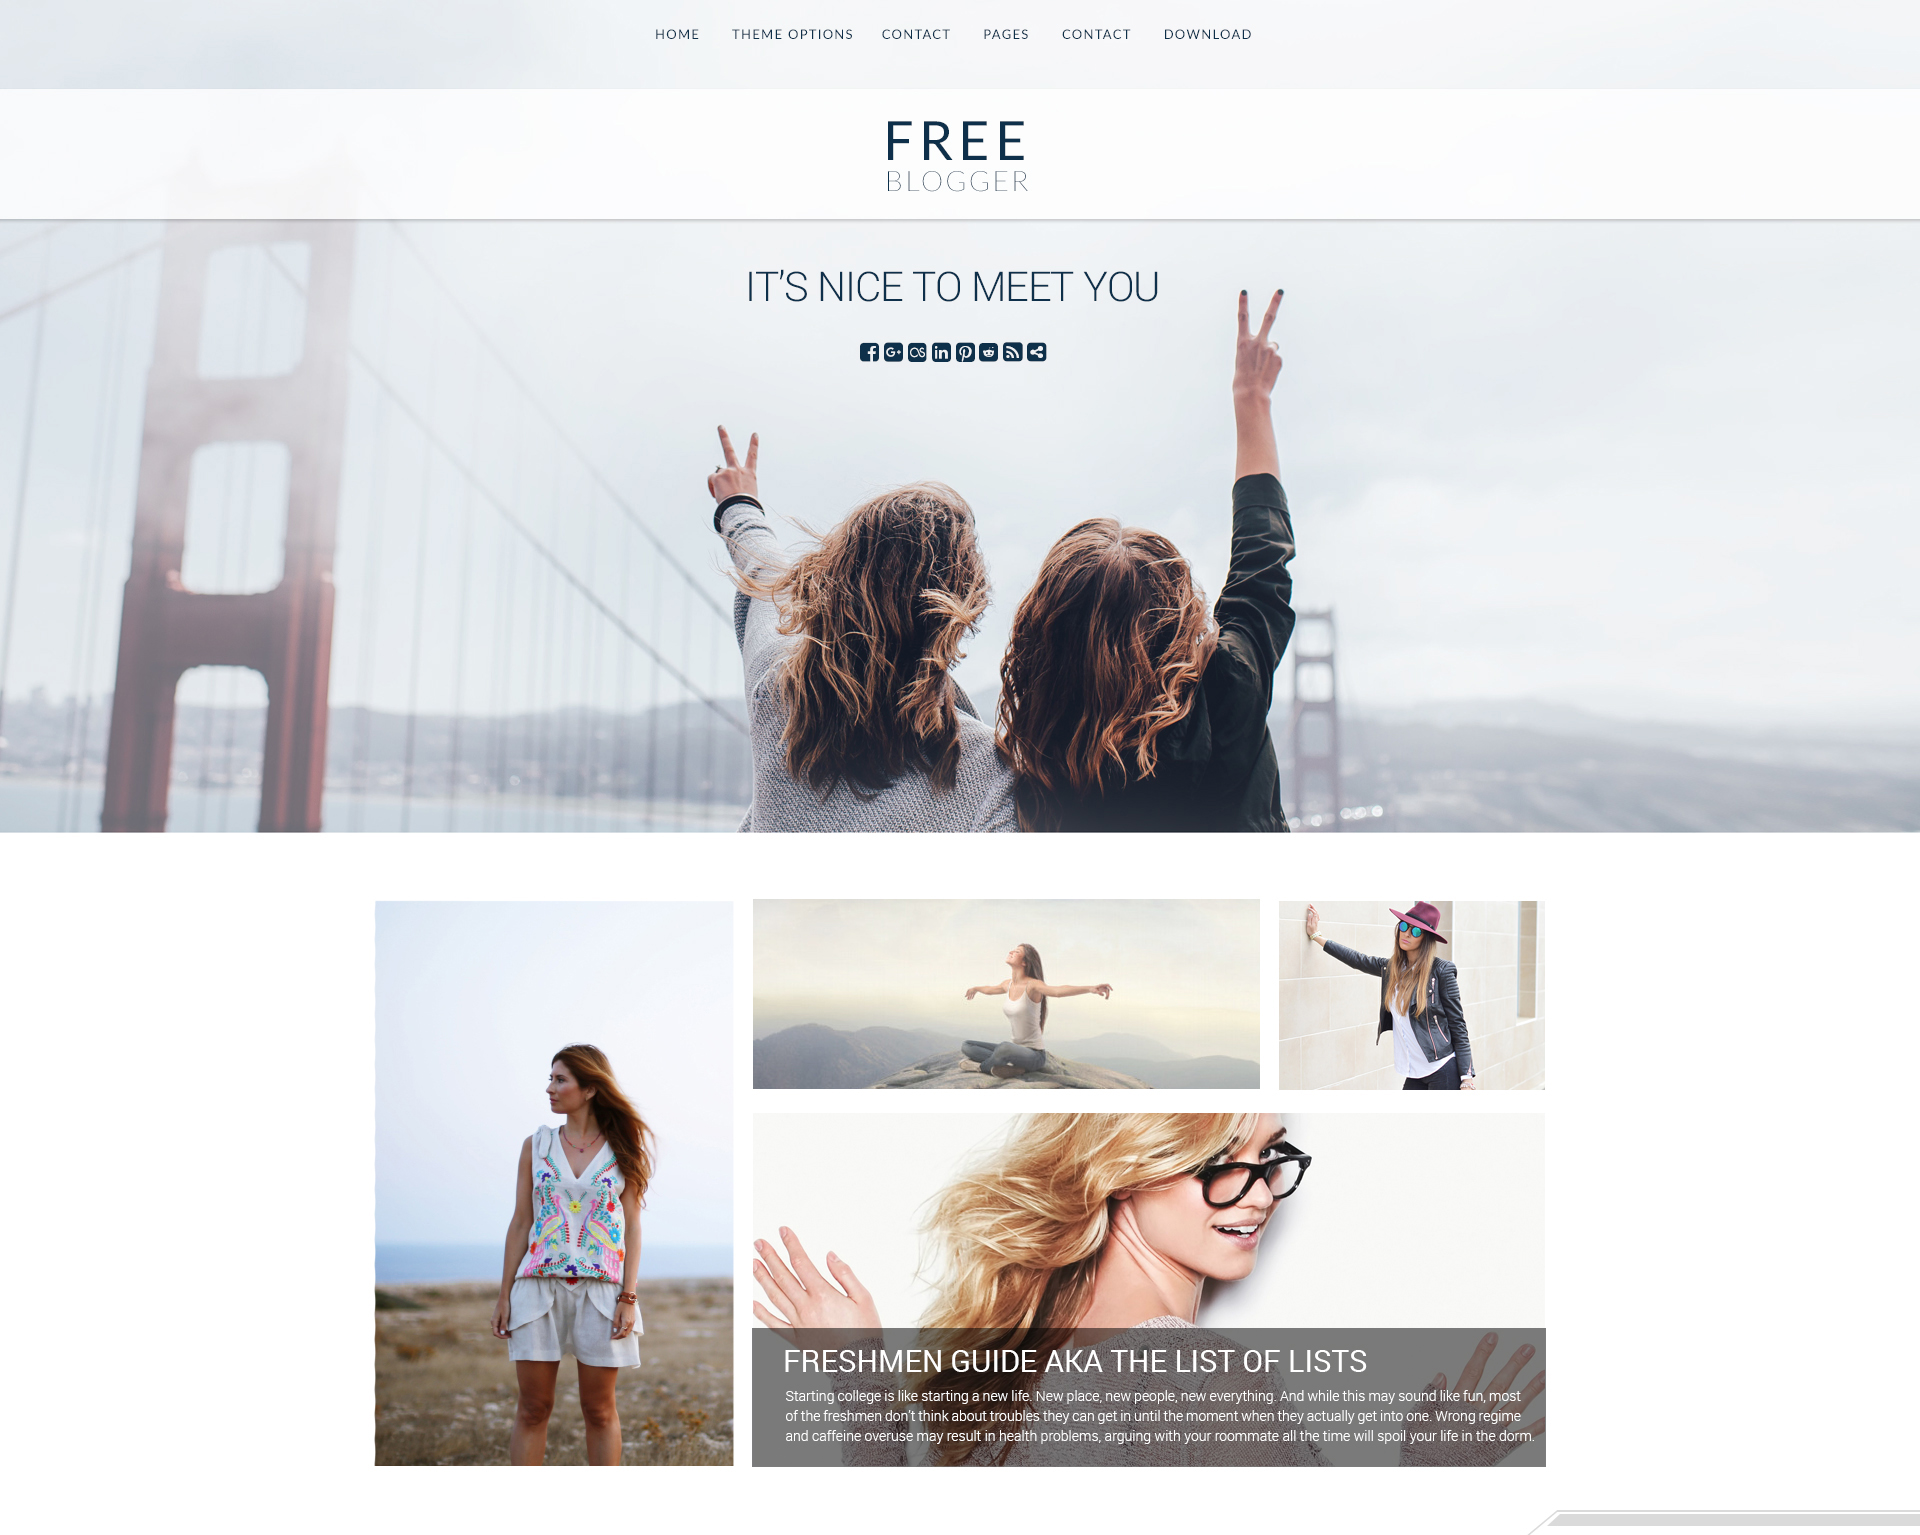 HOME THEME OPTIONS CONTACT PAGES CONTACT DOWNLOAD
FREE
BLOGGER
IT'S NICE TO MEET YOU
FRESHMEN GUIDE AKA THE LIST OF LISTS
Starting college is like starting a new life. New place, new people, new everything. And while this may sound like fun, most
of the freshmen don't think about troubles they can get in until the moment when they actually get into one. Wrong regime
and caffeine overuse may result in health problems, arguing with your roommate all the time will spoil your life in the dorm.